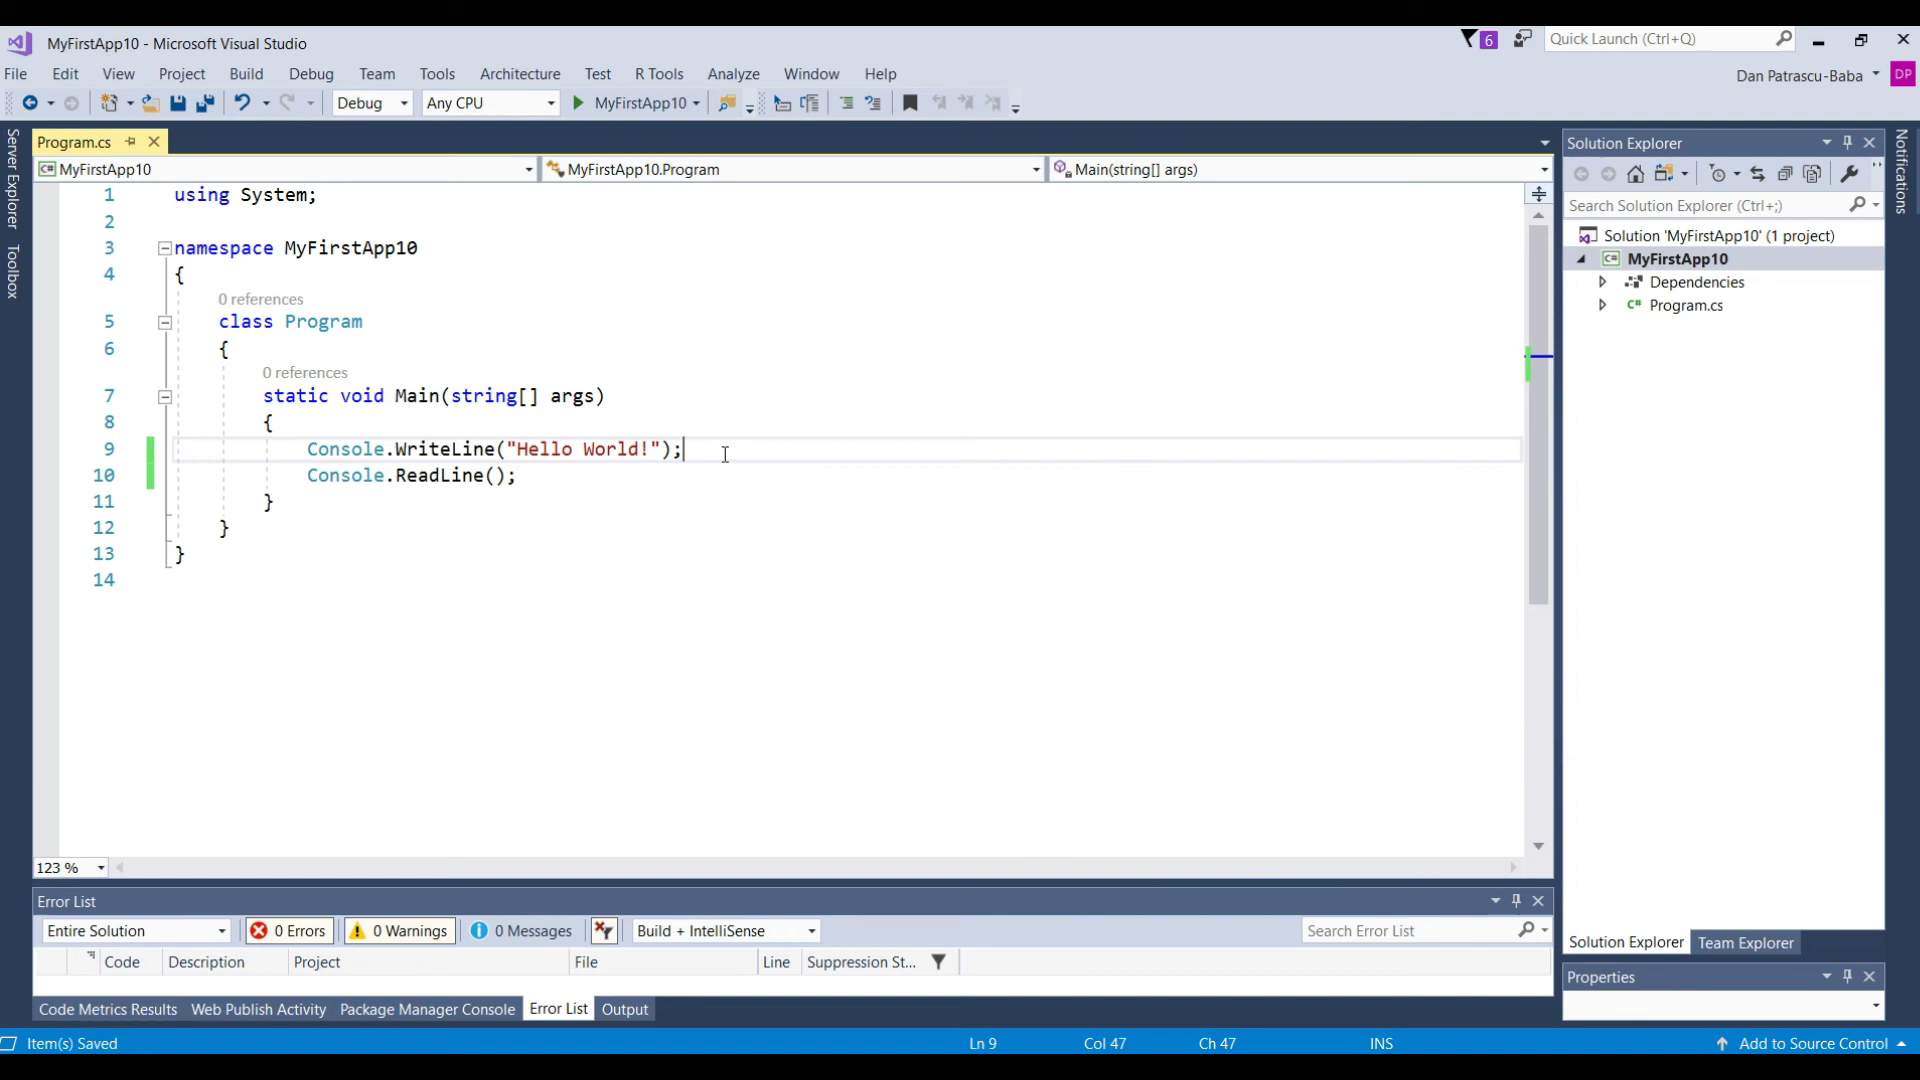 MyFirstApp10 - Microsoft Visual Studio
6
Quick Launch (Ctrl+Q)
File Edit View Project Build Debug Team Tools Architecture Test R Tools Analyze Window Help
Dan Patrascu-Baba
DP
Debug Any CPU MyFirstApp10
Server Explorer
Toolbox
Program.cs
MyFirstApp10 MyFirstApp10.Program Main(string[] args)
1 using System;
2
3 namespace MyFirstApp10
4 {
0 references
5 class Program
6 {
0 references
7 static void Main(string[] args)
8 {
9 Console.WriteLine("Hello World!");
10 Console.ReadLine();
11 }
12 }
13 }
14
123 %
Solution Explorer
Search Solution Explorer (Ctrl+;)
Solution 'MyFirstApp10' (1 project)
C# MyFirstApp10
Dependencies
C# Program.cs
Notifications
Solution Explorer Team Explorer
Properties
Error List
Entire Solution 0 Errors 0 Warnings 0 Messages Build + IntelliSense Search Error List
Code Description Project File Line Suppression St...
Code Metrics Results Web Publish Activity Package Manager Console Error List Output
Item(s) Saved Ln 9 Col 47 Ch 47 INS Add to Source Control